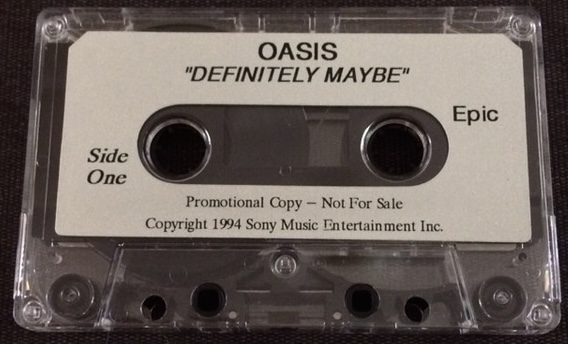 OASIS
"DEFINITELY MAYBE"
Epic
Side
One
Promotional Copy – Not For Sale
Copyright 1994 Sony Music Entertainment Inc.